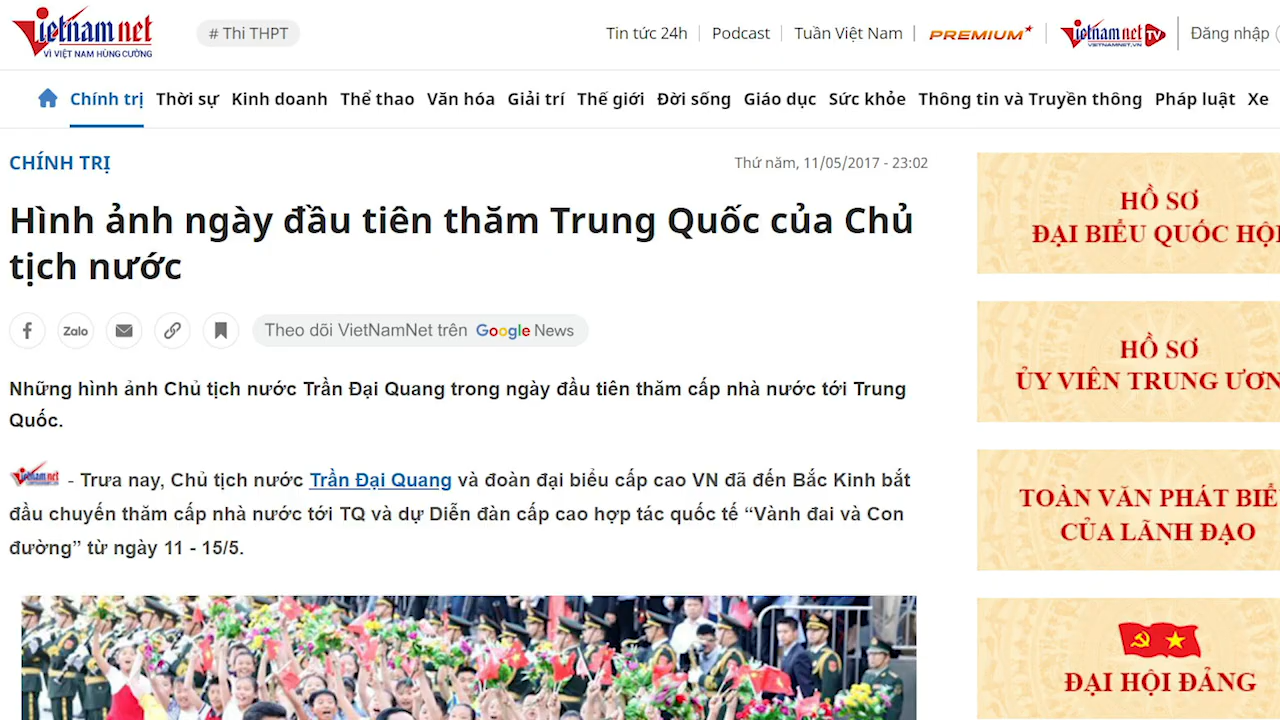 Vietnamnet
VÌ VIỆT NAM HÙNG CƯỜNG
# Thi THPT
Tin tức 24h
Podcast
Tuần Việt Nam
PREMIUM
Vietnamnet TV
VIETNAMNET.VN
Đăng nhập
Chính trị Thời sự Kinh doanh Thể thao Văn hóa Giải trí Thế giới Đời sống Giáo dục Sức khỏe Thông tin và Truyền thông Pháp luật Xe
CHÍNH TRỊ
Thứ năm, 11/05/2017 - 23:02
Hình ảnh ngày đầu tiên thăm Trung Quốc của Chủ
tịch nước
Zalo
Theo dõi VietNamNet trên Google News
Những hình ảnh Chủ tịch nước Trần Đại Quang trong ngày đầu tiên thăm cấp nhà nước tới Trung
Quốc.
Vietnamnet - Trưa nay, Chủ tịch nước Trần Đại Quang và đoàn đại biểu cấp cao VN đã đến Bắc Kinh bắt
đầu chuyến thăm cấp nhà nước tới TQ và dự Diễn đàn cấp cao hợp tác quốc tế “Vành đai và Con
đường” từ ngày 11 - 15/5.
HỒ SƠ
ĐẠI BIỂU QUỐC HỘI
HỒ SƠ
ỦY VIÊN TRUNG ƯƠN
TOÀN VĂN PHÁT BIỂ
CỦA LÃNH ĐẠO
ĐẠI HỘI ĐẢNG